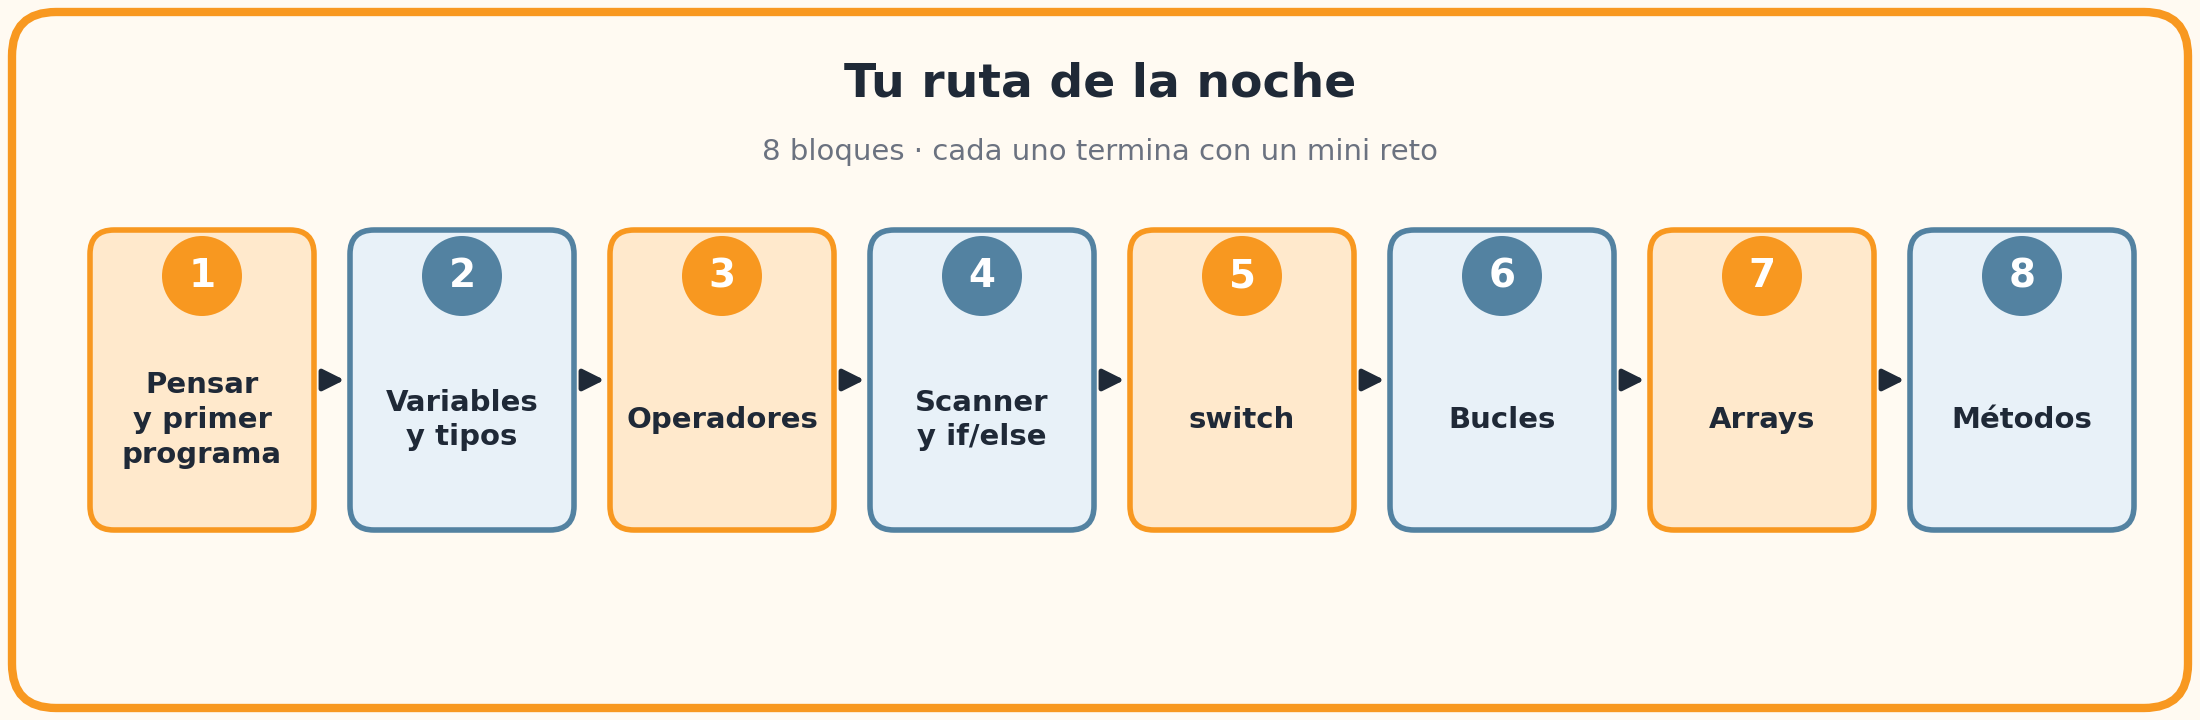 Tu ruta de la noche
8 bloques · cada uno termina con un mini reto
1
Pensar
y primer
programa
2
Variables
y tipos
3
Operadores
4
Scanner
y if/else
5
switch
6
Bucles
7
Arrays
8
Métodos